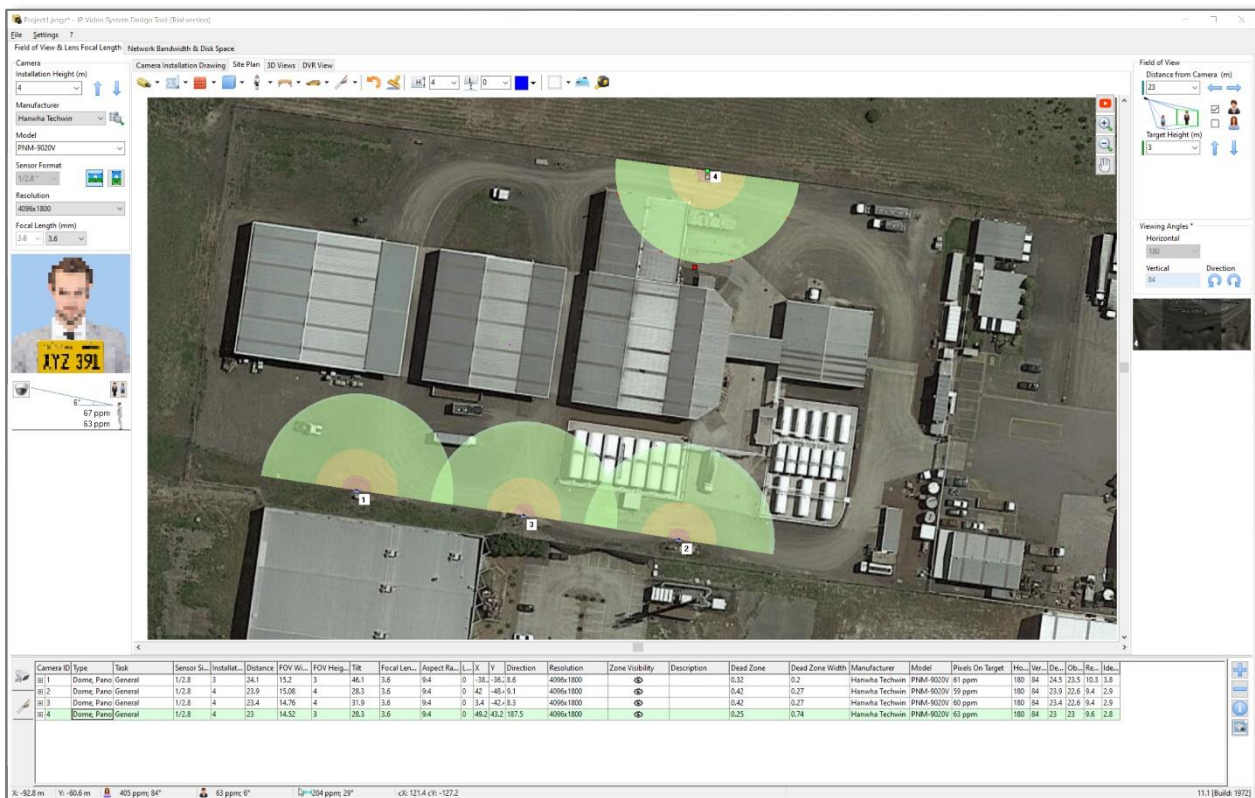 Project1.jvsgz* - IP Video System Design Tool (Trial version)
File Settings ?
Field of View & Lens Focal Length Network Bandwidth & Disk Space
Camera
Installation Height (m)
4
Manufacturer
Hanwha Techwin
Model
PNM-9020V
Sensor Format
1/2.8 "
Resolution
4096x1800
Focal Length (mm)
3.6 3.6
XYZ 391
6°
67 ppm
63 ppm
Camera Installation Drawing Site Plan 3D Views DVR View
H 4 0
4
1
3
2
Field of View
Distance from Camera (m)
23
Target Height (m)
3
Viewing Angles °
Horizontal
180
Vertical Direction
84
4
Camera ID Type Task Sensor Si... Installat... Distance FOV Wi... FOV Heig... Tilt Focal Len... Aspect Ra... L... X Y Direction Resolution Zone Visibility Description Dead Zone Dead Zone Width Manufacturer Model Pixels On Target Ho... Ver... De... Ob... Re... Ide...
1 Dome, Pano General 1/2.8 3 24.1 15.2 3 46.1 3.6 9:4 0 -38. -36.2 8.6 4096x1800 0.32 0.2 Hanwha Techwin PNM-9020V 61 ppm 180 84 24.5 23.5 10.3 3.8
2 Dome, Pano General 1/2.8 4 23.9 15.08 4 28.3 3.6 9:4 0 42 -48. 9.1 4096x1800 0.42 0.27 Hanwha Techwin PNM-9020V 59 ppm 180 84 23.9 22.6 9.4 2.9
3 Dome, Pano General 1/2.8 4 23.4 14.76 4 31.9 3.6 9:4 0 3.4 -42. 8.3 4096x1800 0.42 0.27 Hanwha Techwin PNM-9020V 60 ppm 180 84 23.4 22.6 9.4 2.9
4 Dome, Pano General 1/2.8 4 23 14.52 3 28.3 3.6 9:4 0 49.2 43.2 187.5 4096x1800 0.25 0.74 Hanwha Techwin PNM-9020V 63 ppm 180 84 23 23 9.6 2.8
X: -92.8 m Y: -60.6 m 405 ppm; 84° 63 ppm; 6° 204 ppm; 29° cX: 121.4 cY: -127.2 11.1 [Build: 1972]